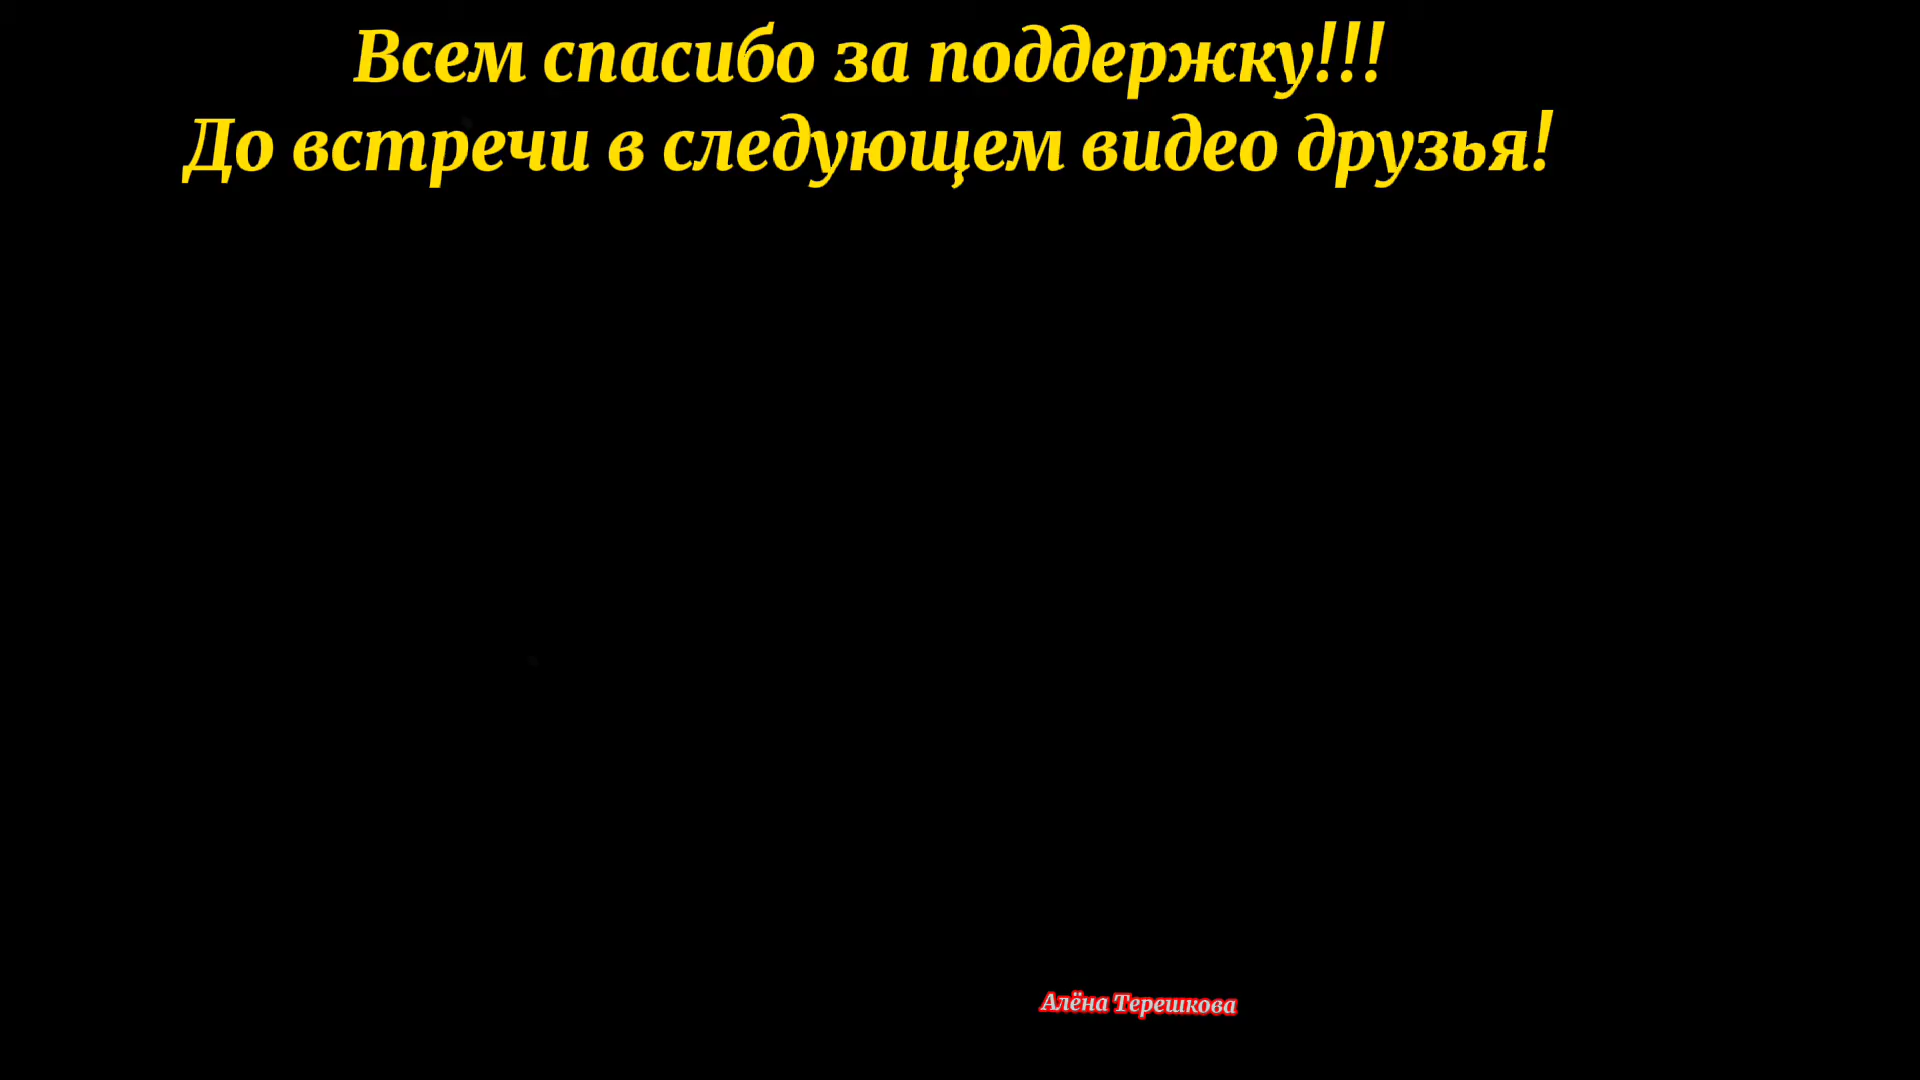 Всем спасибо за поддержку!!!
До встречи в следующем видео друзья!
Алёна Терешкова